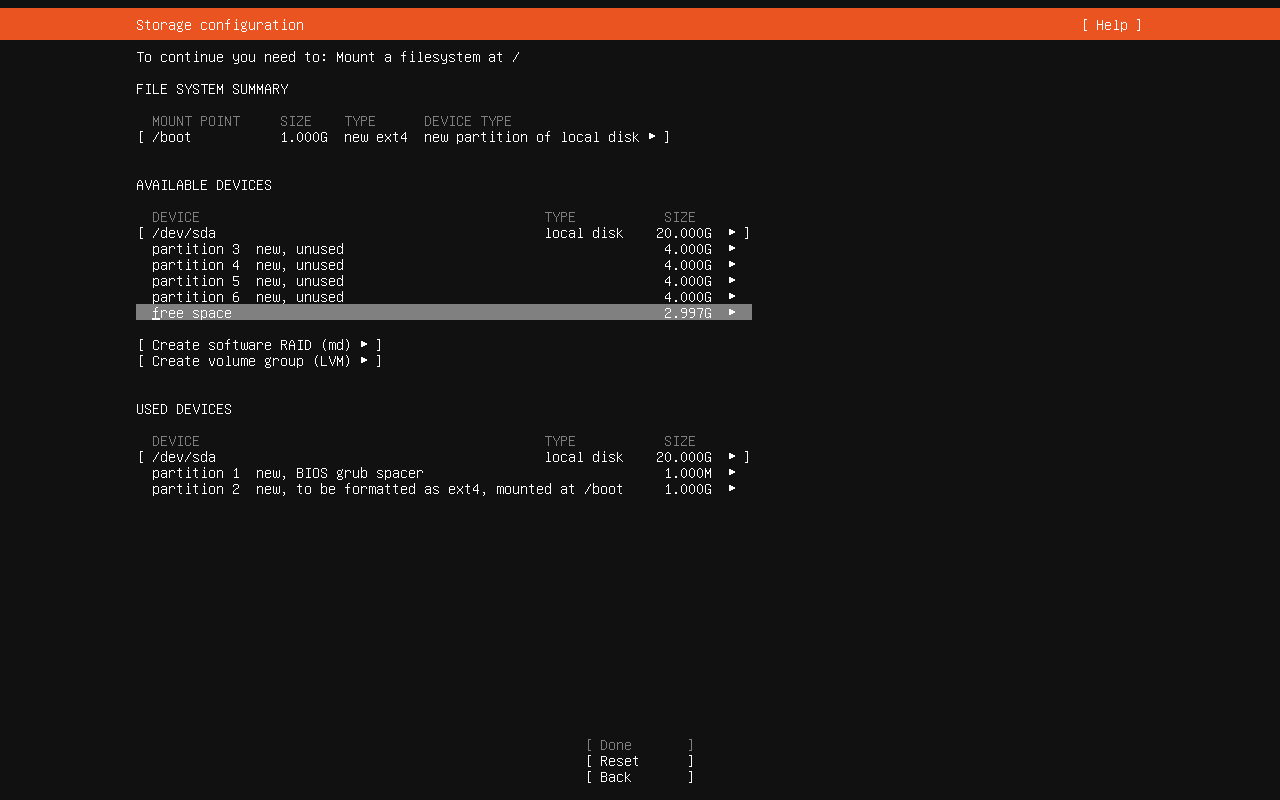 Storage configuration [ Help ]
To continue you need to: Mount a filesystem at /
FILE SYSTEM SUMMARY
MOUNT POINT SIZE TYPE DEVICE TYPE
[ /boot 1.000G new ext4 new partition of local disk ▸ ]
AVAILABLE DEVICES
DEVICE TYPE SIZE
[ /dev/sda local disk 20.000G ▸ ]
partition 3 new, unused 4.000G ▸
partition 4 new, unused 4.000G ▸
partition 5 new, unused 4.000G ▸
partition 6 new, unused 4.000G ▸
free space 2.997G ▸
[ Create software RAID (md) ▸ ]
[ Create volume group (LVM) ▸ ]
USED DEVICES
DEVICE TYPE SIZE
[ /dev/sda local disk 20.000G ▸ ]
partition 1 new, BIOS grub spacer 1.000M ▸
partition 2 new, to be formatted as ext4, mounted at /boot 1.000G ▸
[ Done ]
[ Reset ]
[ Back ]